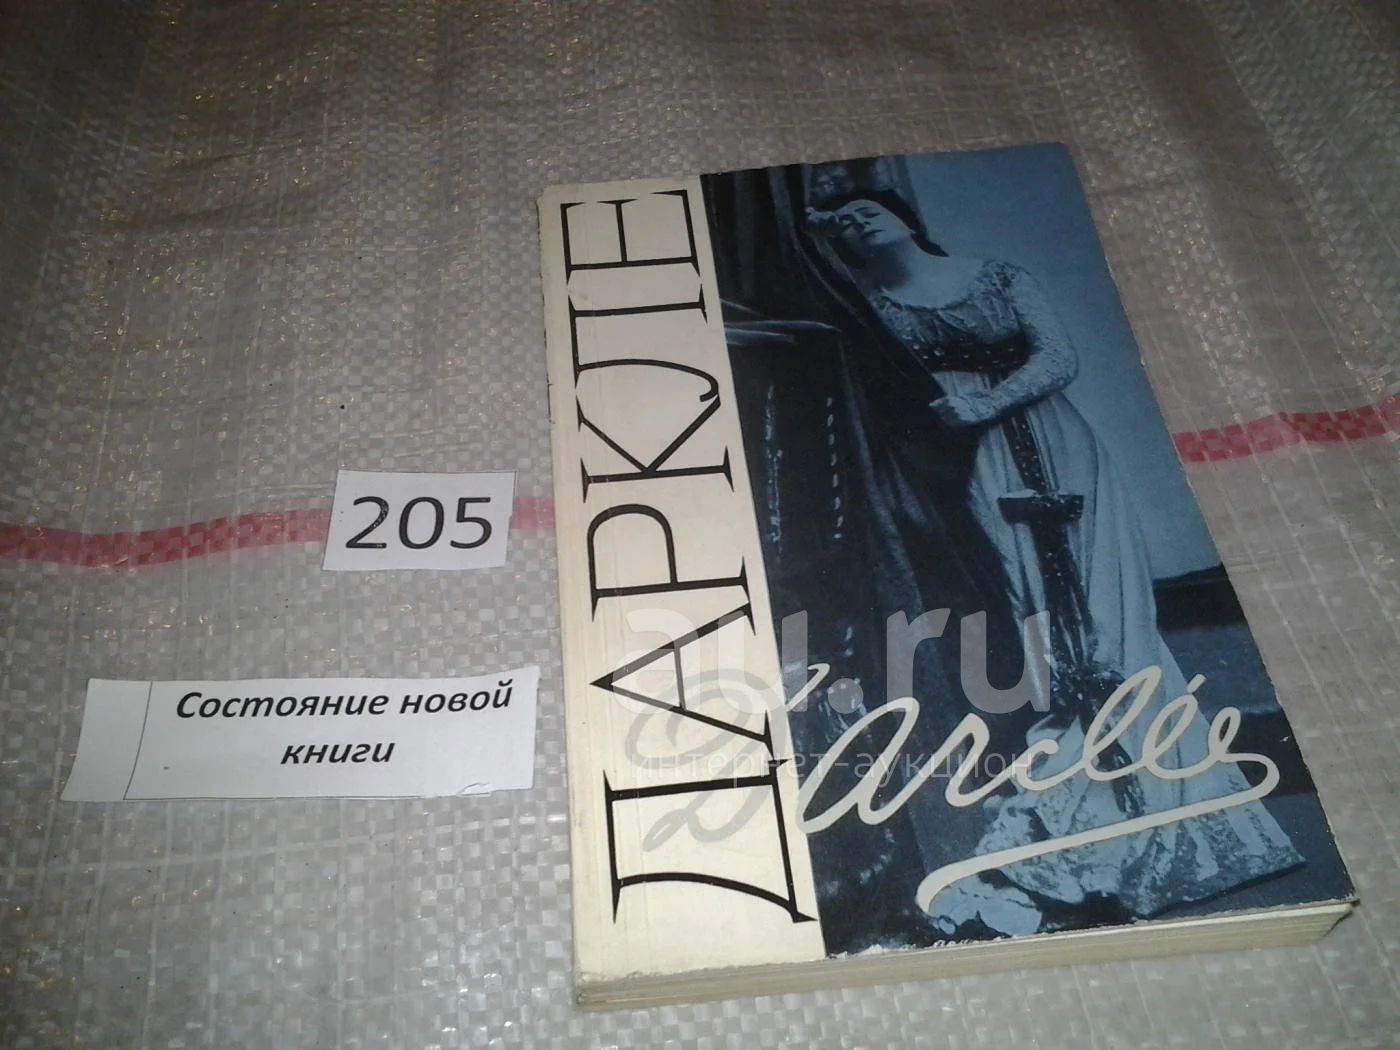 ДАРКЛЕ
D'arclée
205
Состояние новой
книги
au.ru
интернет-аукцион